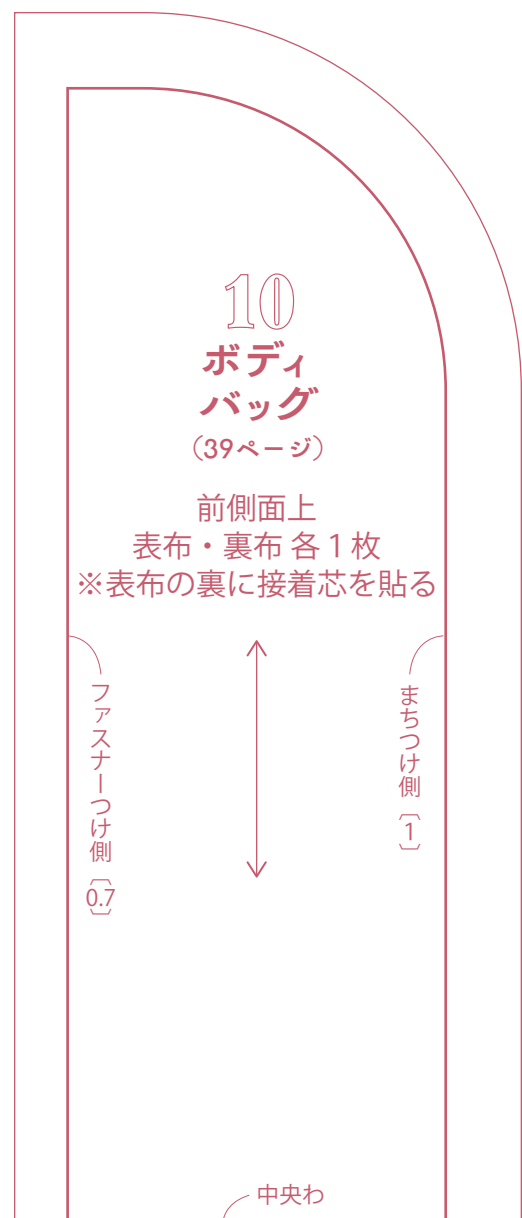 10
ボディ
バッグ
(39ページ)
前側面上
表布・裏布 各1枚
※表布の裏に接着芯を貼る
ファスナーつけ側〔0.7〕
まちつけ側〔1〕
中央わ